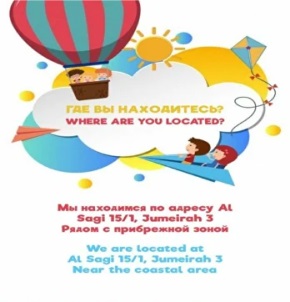 ГДЕ ВЫ НАХОДИТЕСЬ?
WHERE ARE YOU LOCATED?
Мы находимся по адресу Al
Sagi 15/1, Jumeirah 3
Рядом с прибрежной зоной
We are located at
Al Sagi 15/1, Jumeirah 3
Near the coastal area